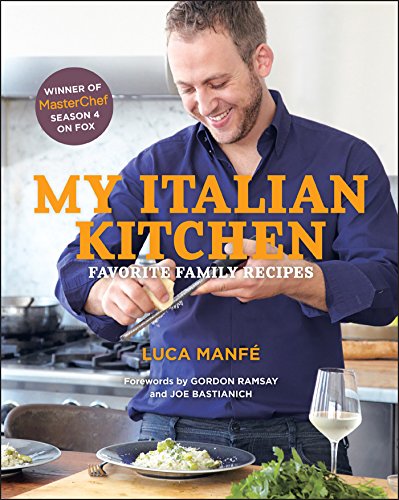 WINNER OF
MasterChef
SEASON 4
ON FOX
MY ITALIAN
KITCHEN
FAVORITE FAMILY RECIPES
LUCA MANFÉ
Forewords by GORDON RAMSAY
and JOE BASTIANICH